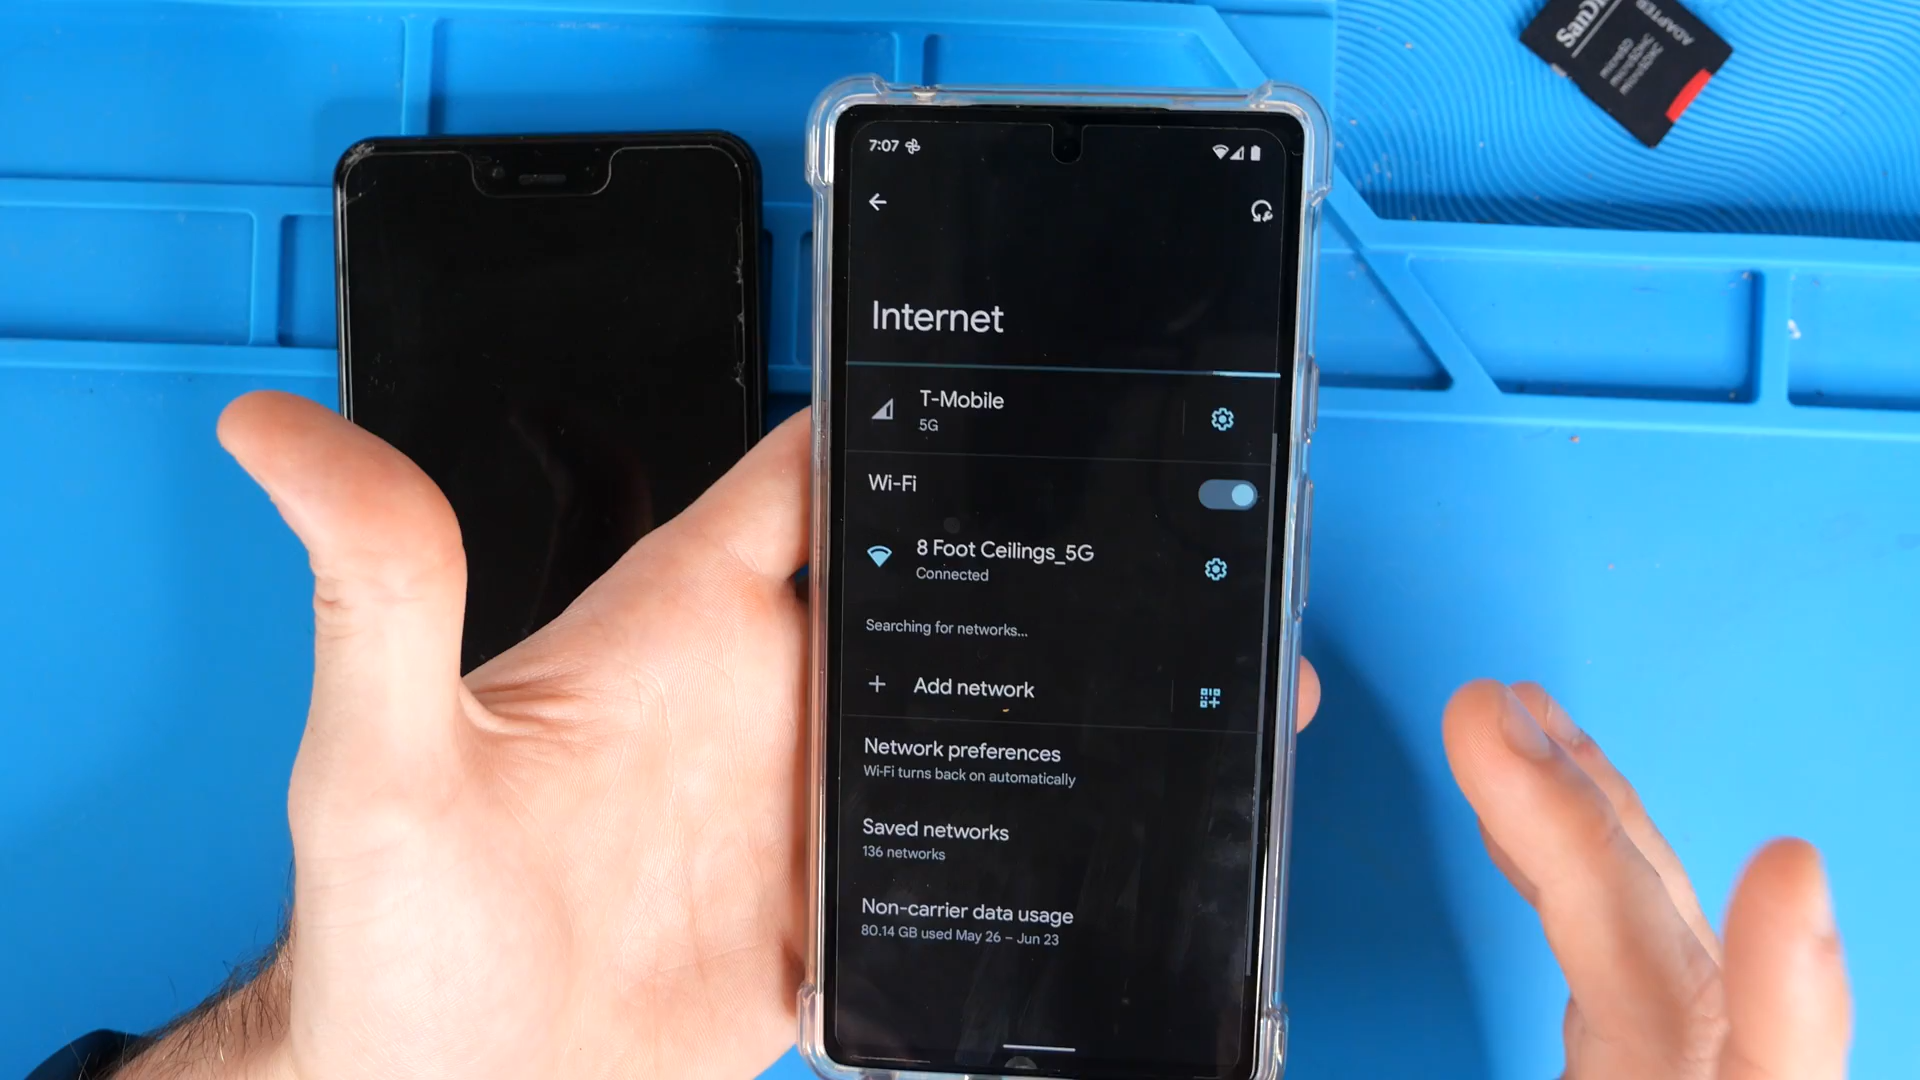 SanDisk
ADAPTER
7:07
Internet
T-Mobile
5G
Wi-Fi
8 Foot Ceilings_5G
Connected
Searching for networks...
Add network
Network preferences
Wi-Fi turns back on automatically
Saved networks
136 networks
Non-carrier data usage
80.14 GB used May 26 – Jun 23